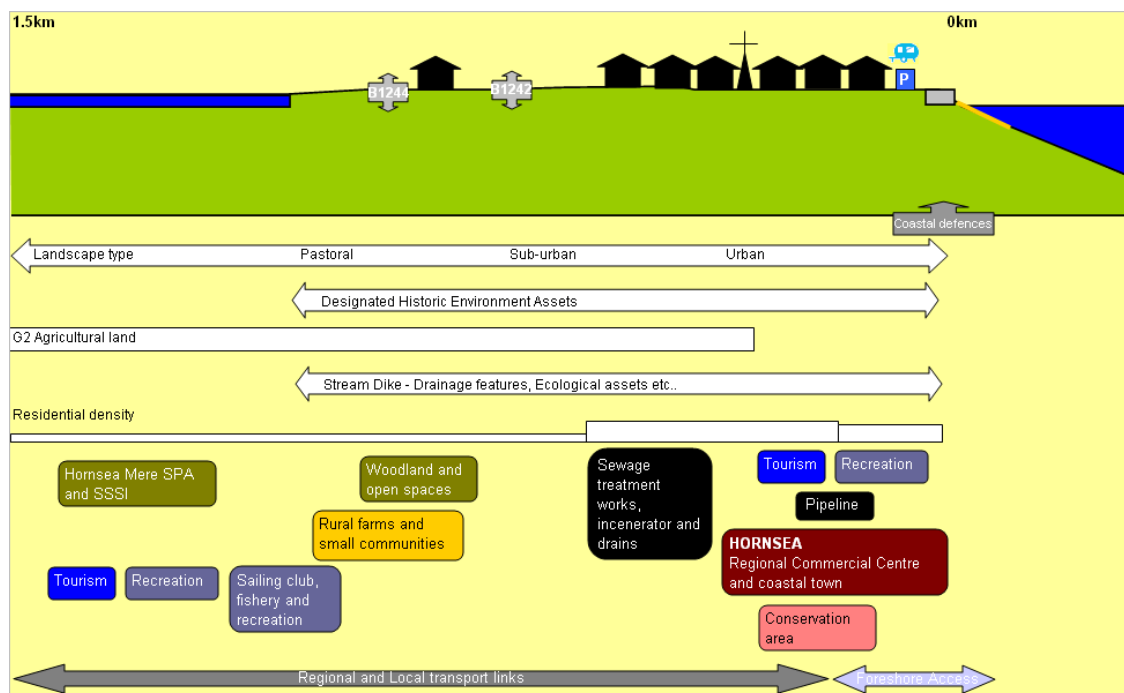 1.5km
0km
P
B1244
B1242
Coastal defences
Landscape type
Pastoral
Sub-urban
Urban
Designated Historic Environment Assets
G2 Agricultural land
Stream Dike - Drainage features, Ecological assets etc..
Residential density
Hornsea Mere SPA
and SSSI
Woodland and
open spaces
Sewage
treatment
works,
incenerator and
drains
Tourism
Recreation
Pipeline
Rural farms and
small communities
HORNSEA
Regional Commercial Centre
and coastal town
Tourism
Recreation
Sailing club,
fishery and
recreation
Conservation
area
Regional and Local transport links
Foreshore Access